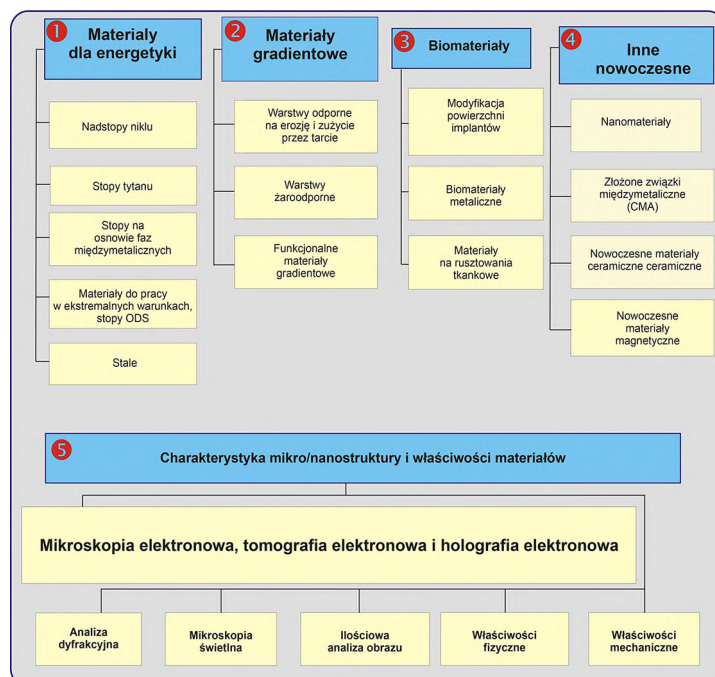 1
Materialy
dla energetyki
Nadstopy niklu
Stopy tytanu
Stopy na
osnowie faz
międzymetalicznych
Materiały do pracy
w ekstremalnych warunkach,
stopy ODS
Stale
2
Materiały
gradientowe
Warstwy odporne
na erozję i zużycie
przez tarcie
Warstwy
żaroodporne
Funkcjonalne
materiały
gradientowe
3
Biomateriały
Modyfikacja
powierzchni
implantów
Biomateriały
metaliczne
Materiały
na rusztowania
tkankowe
4
Inne
nowoczesne
Nanomateriały
Złożone związki
międzymetaliczne
(CMA)
Nowoczesne materiały
ceramiczne ceramiczne
Nowoczesne
materiały
magnetyczne
5
Charakterystyka mikro/nanostruktury i właściwości materiałów
Mikroskopia elektronowa, tomografia elektronowa i holografia elektronowa
Analiza
dyfrakcyjna
Mikroskopia
świetlna
Ilościowa
analiza obrazu
Właściwości
fizyczne
Właściwości
mechaniczne